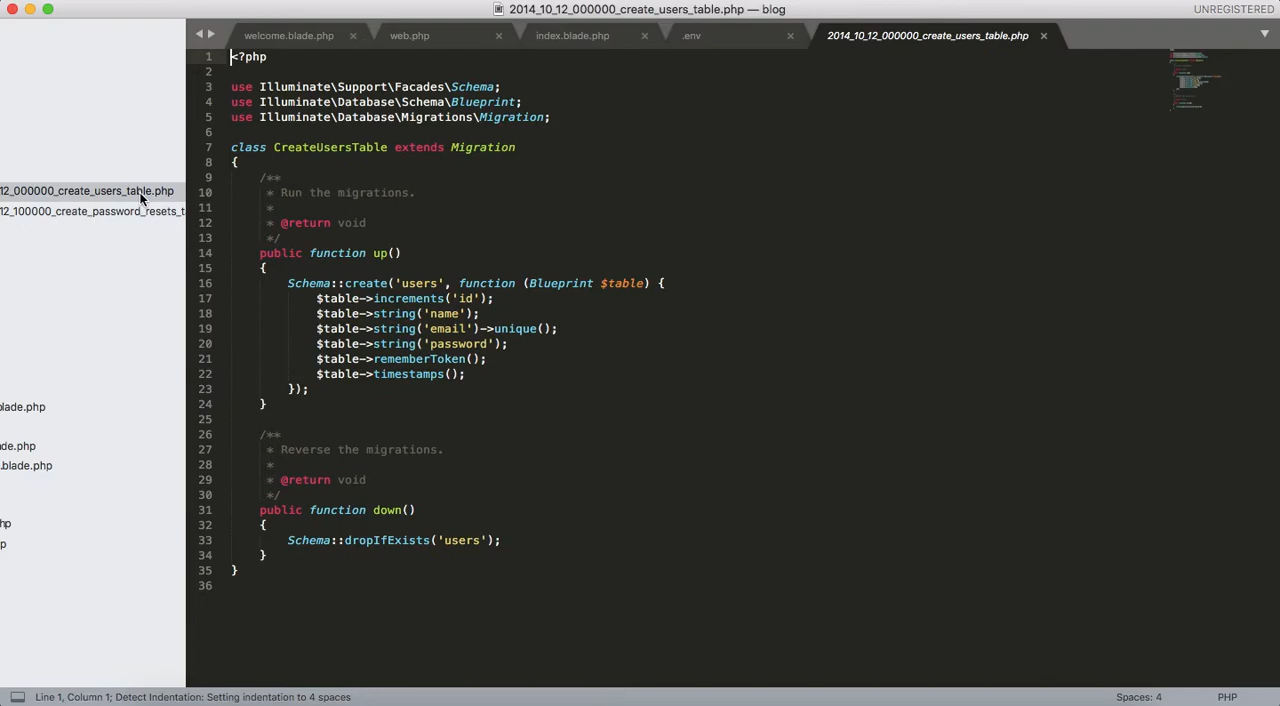 2014_10_12_000000_create_users_table.php — blog
UNREGISTERED
welcome.blade.php
web.php
index.blade.php
.env
2014_10_12_000000_create_users_table.php
12_000000_create_users_table.php
12_100000_create_password_resets_t
blade.php
de.php
.blade.php
hp
p
1 <?php
2
3 use Illuminate\Support\Facades\Schema;
4 use Illuminate\Database\Schema\Blueprint;
5 use Illuminate\Database\Migrations\Migration;
6
7 class CreateUsersTable extends Migration
8 {
9 /**
10 * Run the migrations.
11 *
12 * @return void
13 */
14 public function up()
15 {
16 Schema::create('users', function (Blueprint $table) {
17 $table->increments('id');
18 $table->string('name');
19 $table->string('email')->unique();
20 $table->string('password');
21 $table->rememberToken();
22 $table->timestamps();
23 });
24 }
25
26 /**
27 * Reverse the migrations.
28 *
29 * @return void
30 */
31 public function down()
32 {
33 Schema::dropIfExists('users');
34 }
35 }
36
Line 1, Column 1; Detect Indentation: Setting indentation to 4 spaces
Spaces: 4
PHP